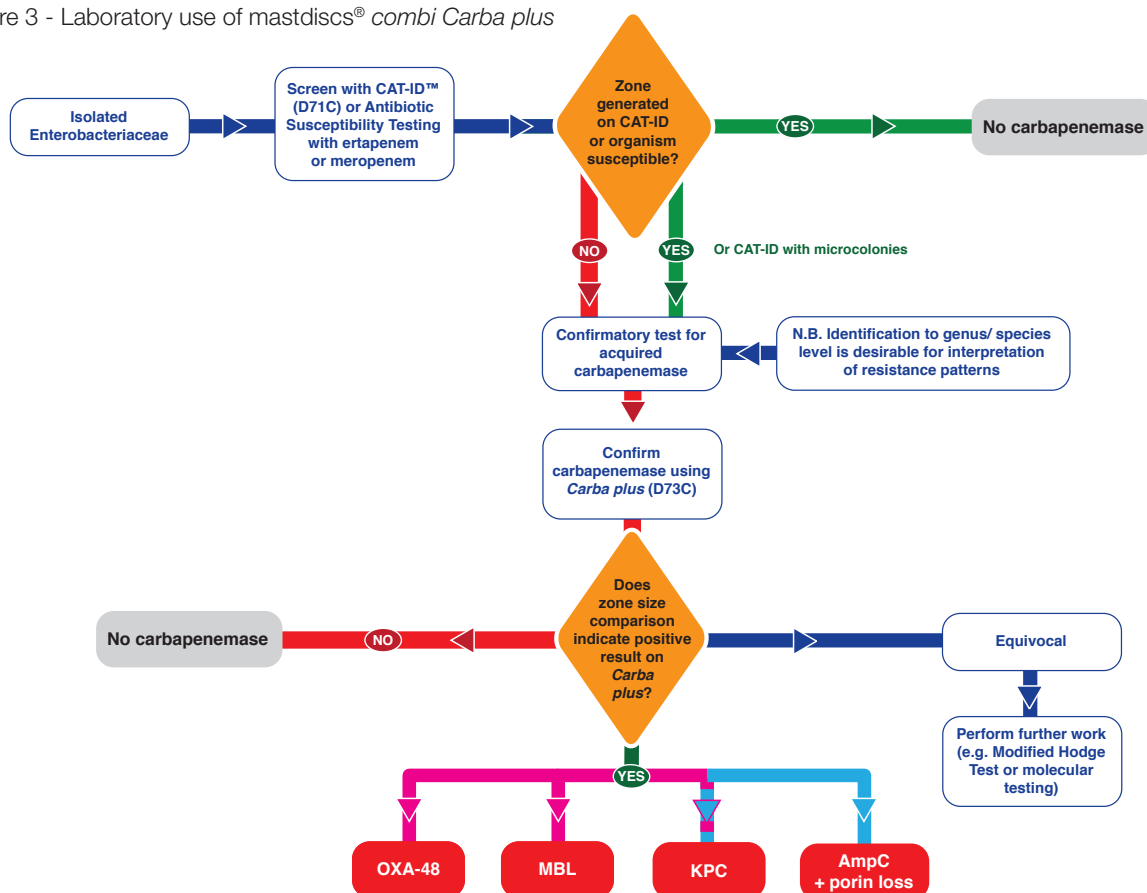 re 3 - Laboratory use of mastdiscs® combi Carba plus
Isolated
Enterobacteriaceae
Screen with CAT-ID™
(D71C) or Antibiotic
Susceptibility Testing
with ertapenem
or meropenem
Zone
generated
on CAT-ID
or organism
susceptible?
YES
No carbapenemase
NO
YES
Or CAT-ID with microcolonies
Confirmatory test for
acquired
carbapenemase
N.B. Identification to genus/ species
level is desirable for interpretation
of resistance patterns
Confirm
carbapenemase using
Carba plus (D73C)
Does
zone size
comparison
indicate positive
result on
Carba
plus?
NO
No carbapenemase
Equivocal
Perform further work
(e.g. Modified Hodge
Test or molecular
testing)
YES
OXA-48
MBL
KPC
AmpC
+ porin loss